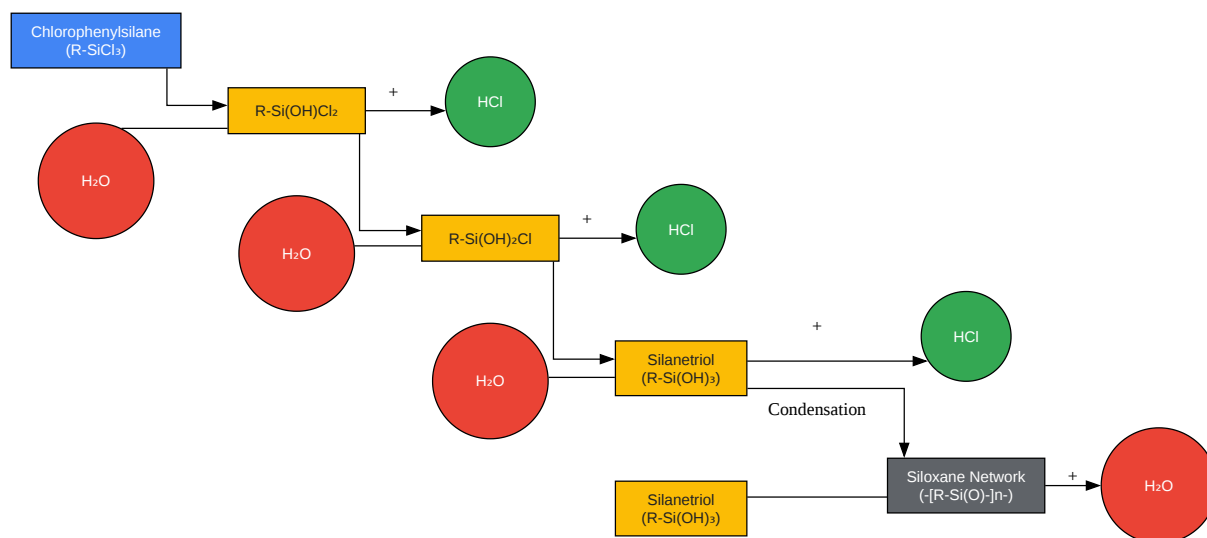 Chlorophenylsilane
(R-SiCl₃)
R-Si(OH)Cl₂
+
HCl
H₂O
R-Si(OH)₂Cl
+
HCl
H₂O
Silanetriol
(R-Si(OH)₃)
+
HCl
H₂O
Condensation
Siloxane Network
(-[R-Si(O)-]n-)
+
H₂O
Silanetriol
(R-Si(OH)₃)